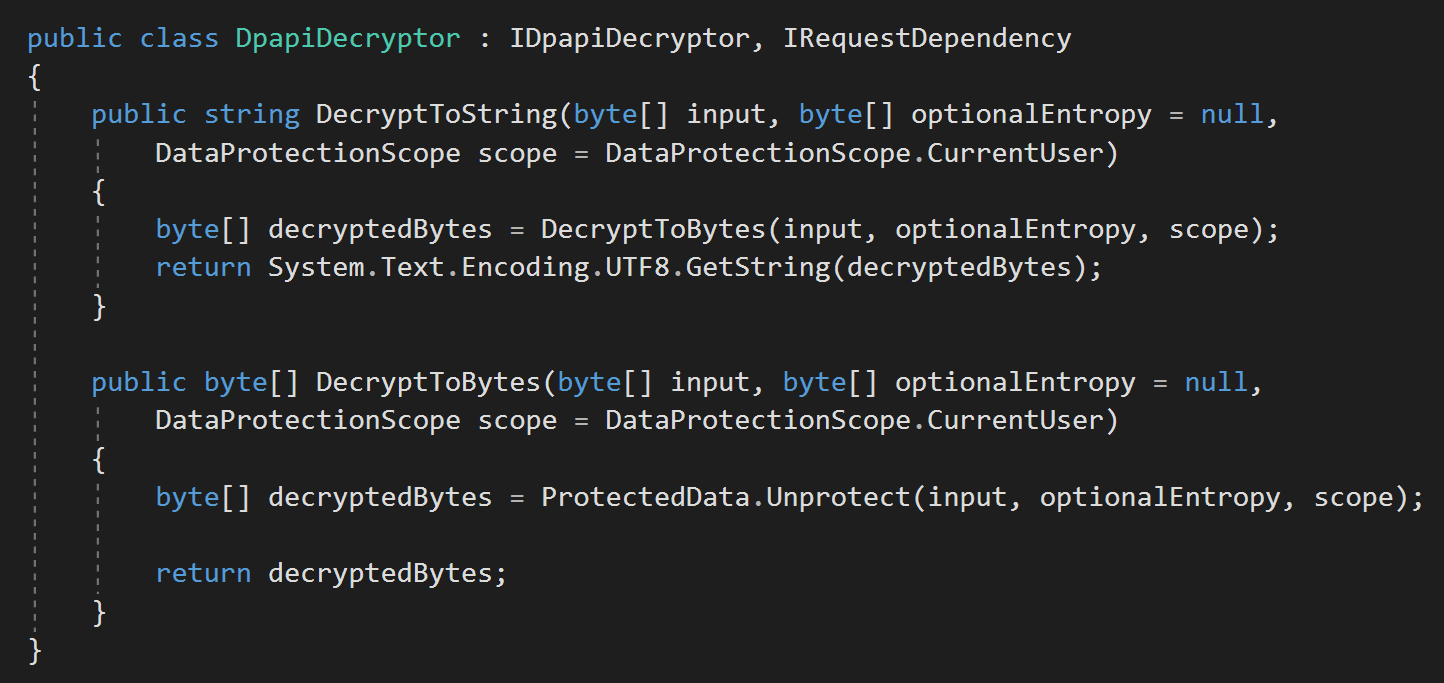 public class DpapiDecryptor : IDpapiDecryptor, IRequestDependency
{
    public string DecryptToString(byte[] input, byte[] optionalEntropy = null,
        DataProtectionScope scope = DataProtectionScope.CurrentUser)
    {
        byte[] decryptedBytes = DecryptToBytes(input, optionalEntropy, scope);
        return System.Text.Encoding.UTF8.GetString(decryptedBytes);
    }

    public byte[] DecryptToBytes(byte[] input, byte[] optionalEntropy = null,
        DataProtectionScope scope = DataProtectionScope.CurrentUser)
    {
        byte[] decryptedBytes = ProtectedData.Unprotect(input, optionalEntropy, scope);

        return decryptedBytes;
    }
}